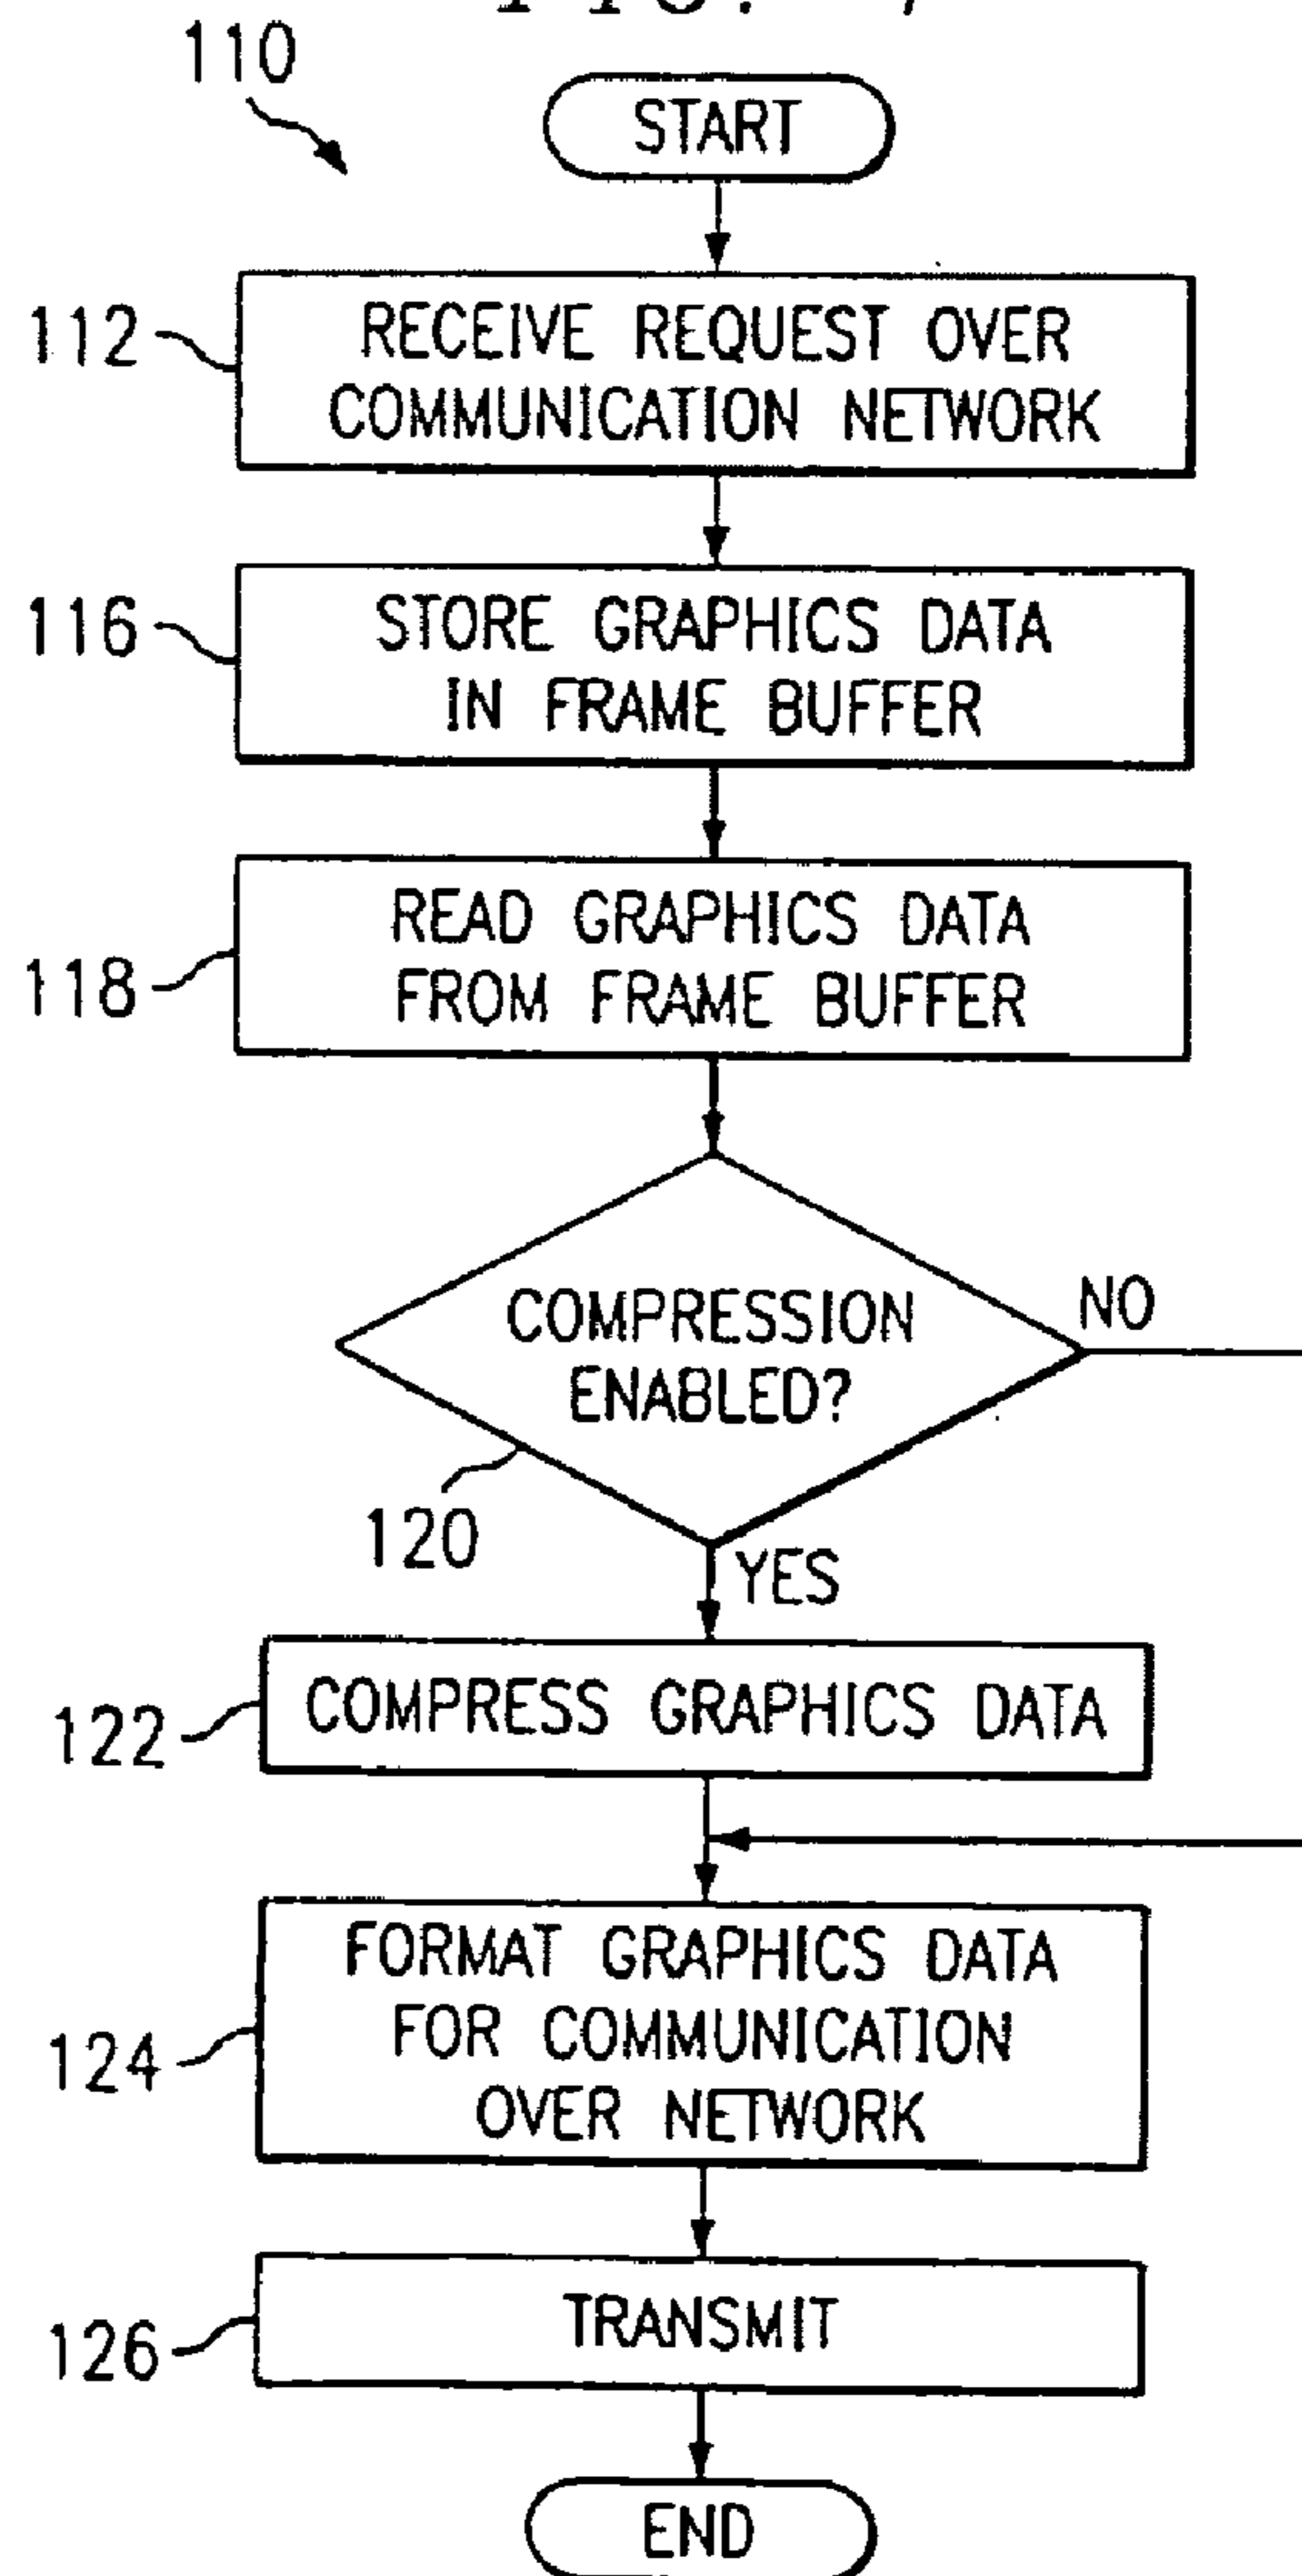 110
START
112
RECEIVE REQUEST OVER
COMMUNICATION NETWORK
116
STORE GRAPHICS DATA
IN FRAME BUFFER
118
READ GRAPHICS DATA
FROM FRAME BUFFER
COMPRESSION
ENABLED?
NO
120
YES
122
COMPRESS GRAPHICS DATA
124
FORMAT GRAPHICS DATA
FOR COMMUNICATION
OVER NETWORK
126
TRANSMIT
END